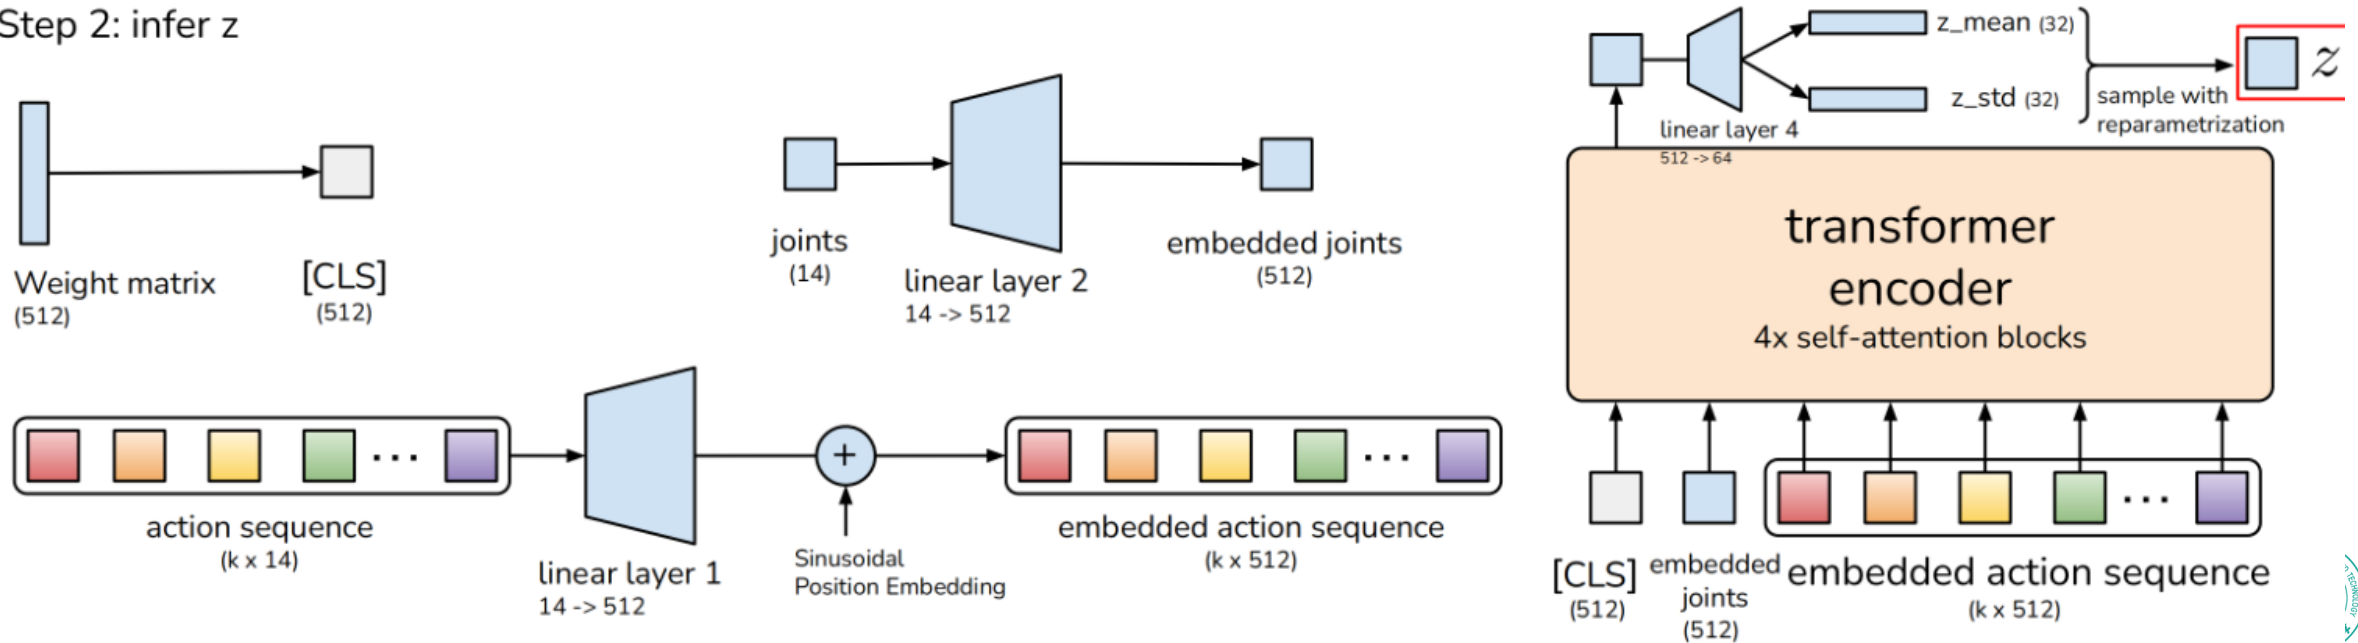 Step 2: infer z
Weight matrix
(512)
[CLS]
(512)
joints
(14)
linear layer 2
14 -> 512
embedded joints
(512)
action sequence
(k x 14)
linear layer 1
14 -> 512
+
Sinusoidal
Position Embedding
embedded action sequence
(k x 512)
z_mean (32)
z_std (32)
sample with
reparametrization
z
linear layer 4
512 -> 64
transformer
encoder
4x self-attention blocks
[CLS]
(512)
embedded
joints
(512)
embedded action sequence
(k x 512)
TECHNOLOGY